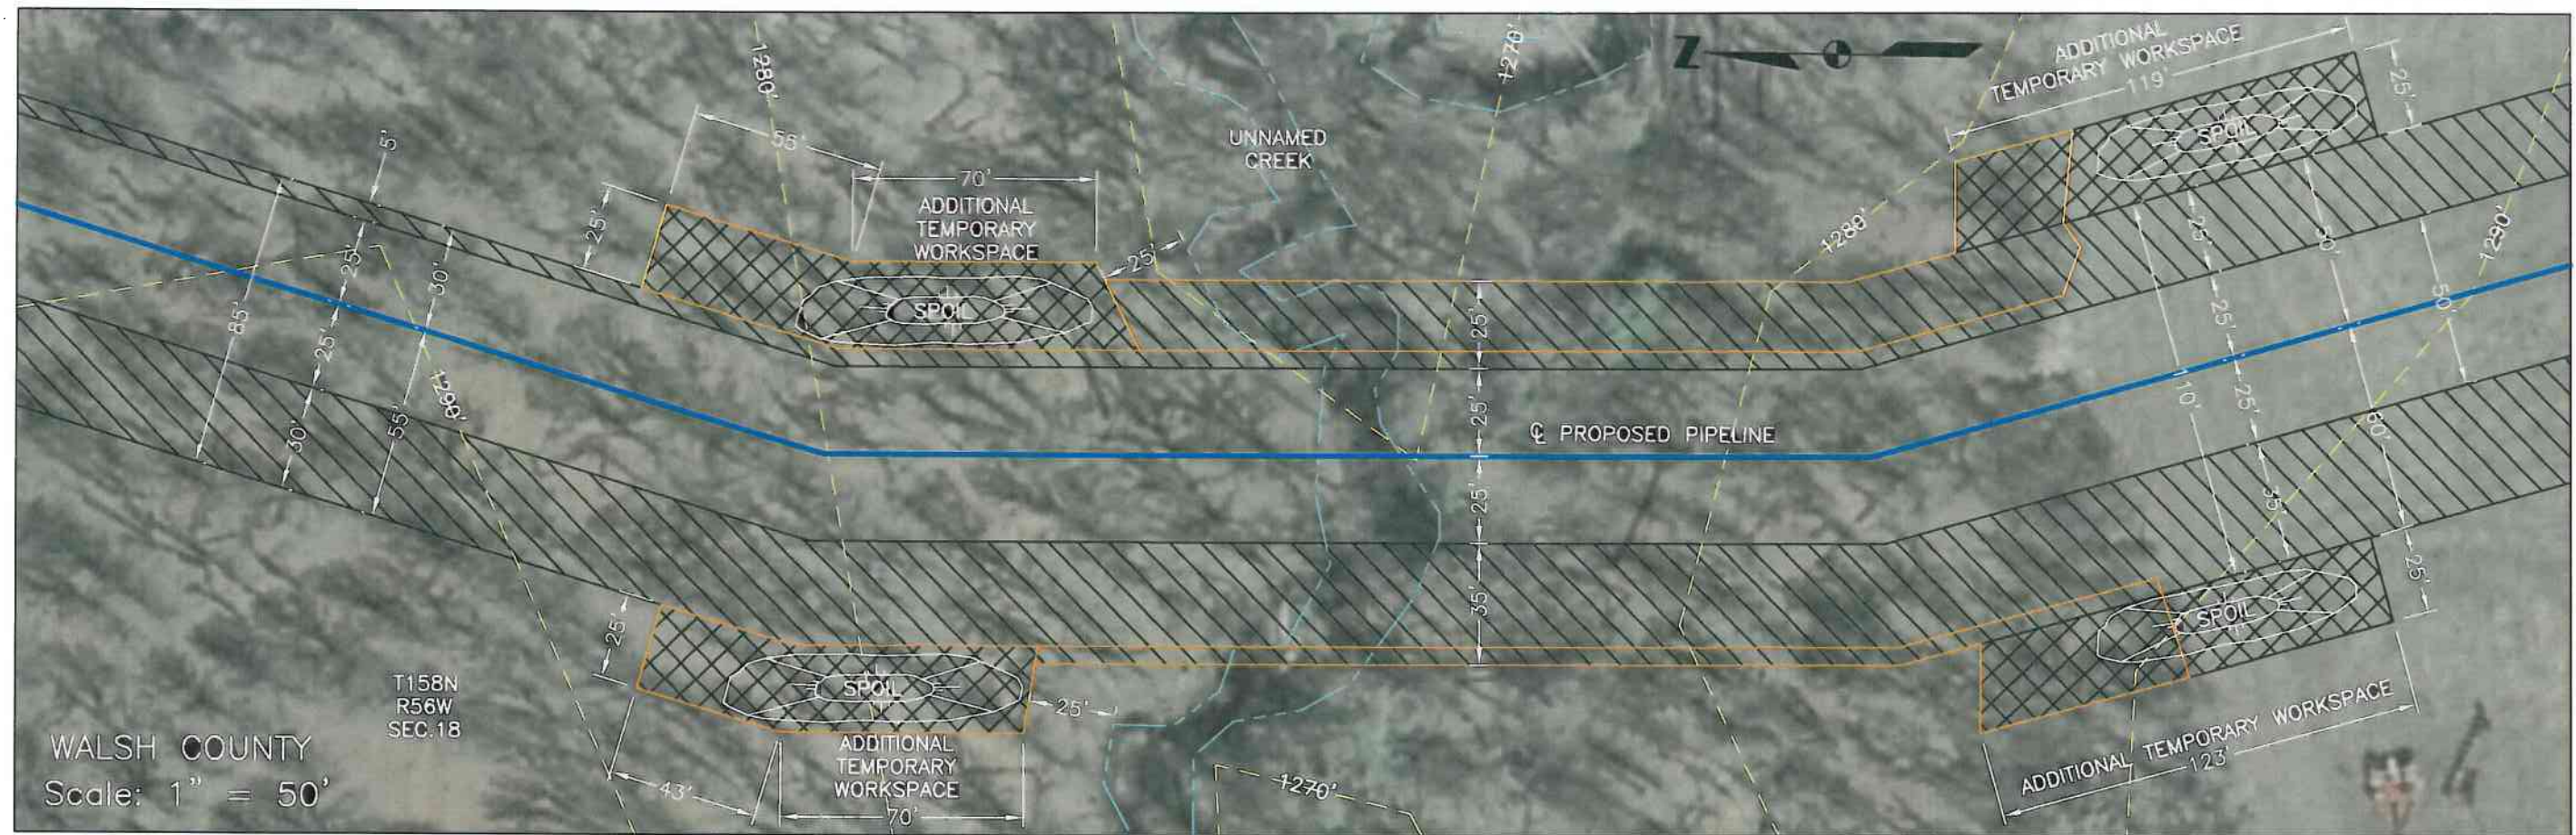 1280'
1270'
Z
ADDITIONAL
TEMPORARY WORKSPACE
119'
25'
5'
55'
70'
UNNAMED
CREEK
ADDITIONAL
TEMPORARY
WORKSPACE
25'
25'
SPOIL
SPOIL
1280'
1290'
85'
25'
30'
25'
25'
25'
50'
50'
25'
30'
55'
1290'
25'
25'
35'
℄ PROPOSED PIPELINE
110'
25'
25'
35'
60'
25'
SPOIL
25'
SPOIL
25'
ADDITIONAL
TEMPORARY
WORKSPACE
70'
43'
1270'
ADDITIONAL TEMPORARY WORKSPACE
123'
T158N
R56W
SEC.18
WALSH COUNTY
Scale: 1" = 50'